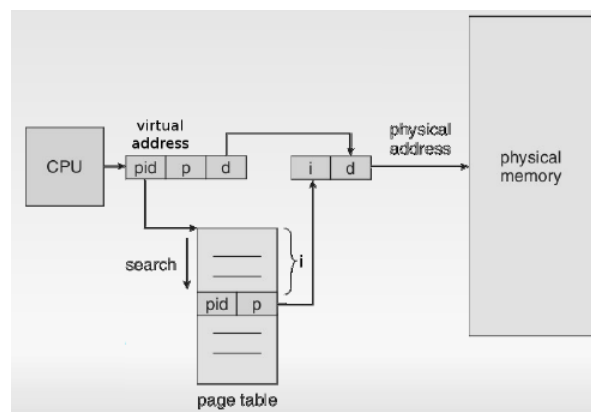 virtual
address
CPU
pid p d
i d
physical
address
physical
memory
search
i
pid p
page table